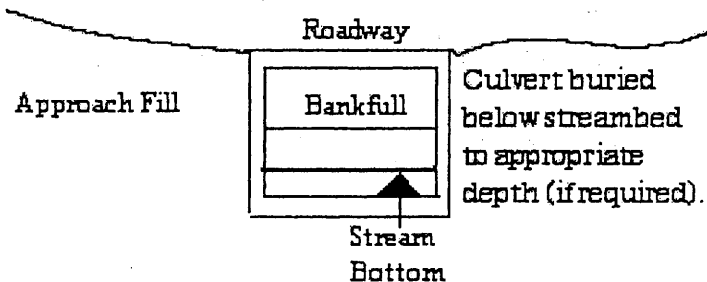 Roadway
Approach Fill
Bankfull
Culvert buried
below streambed
to appropriate
depth (if required).
Stream
Bottom